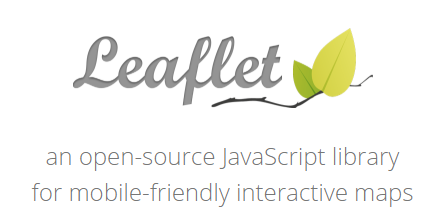 Leaflet
an open-source JavaScript library
for mobile-friendly interactive maps